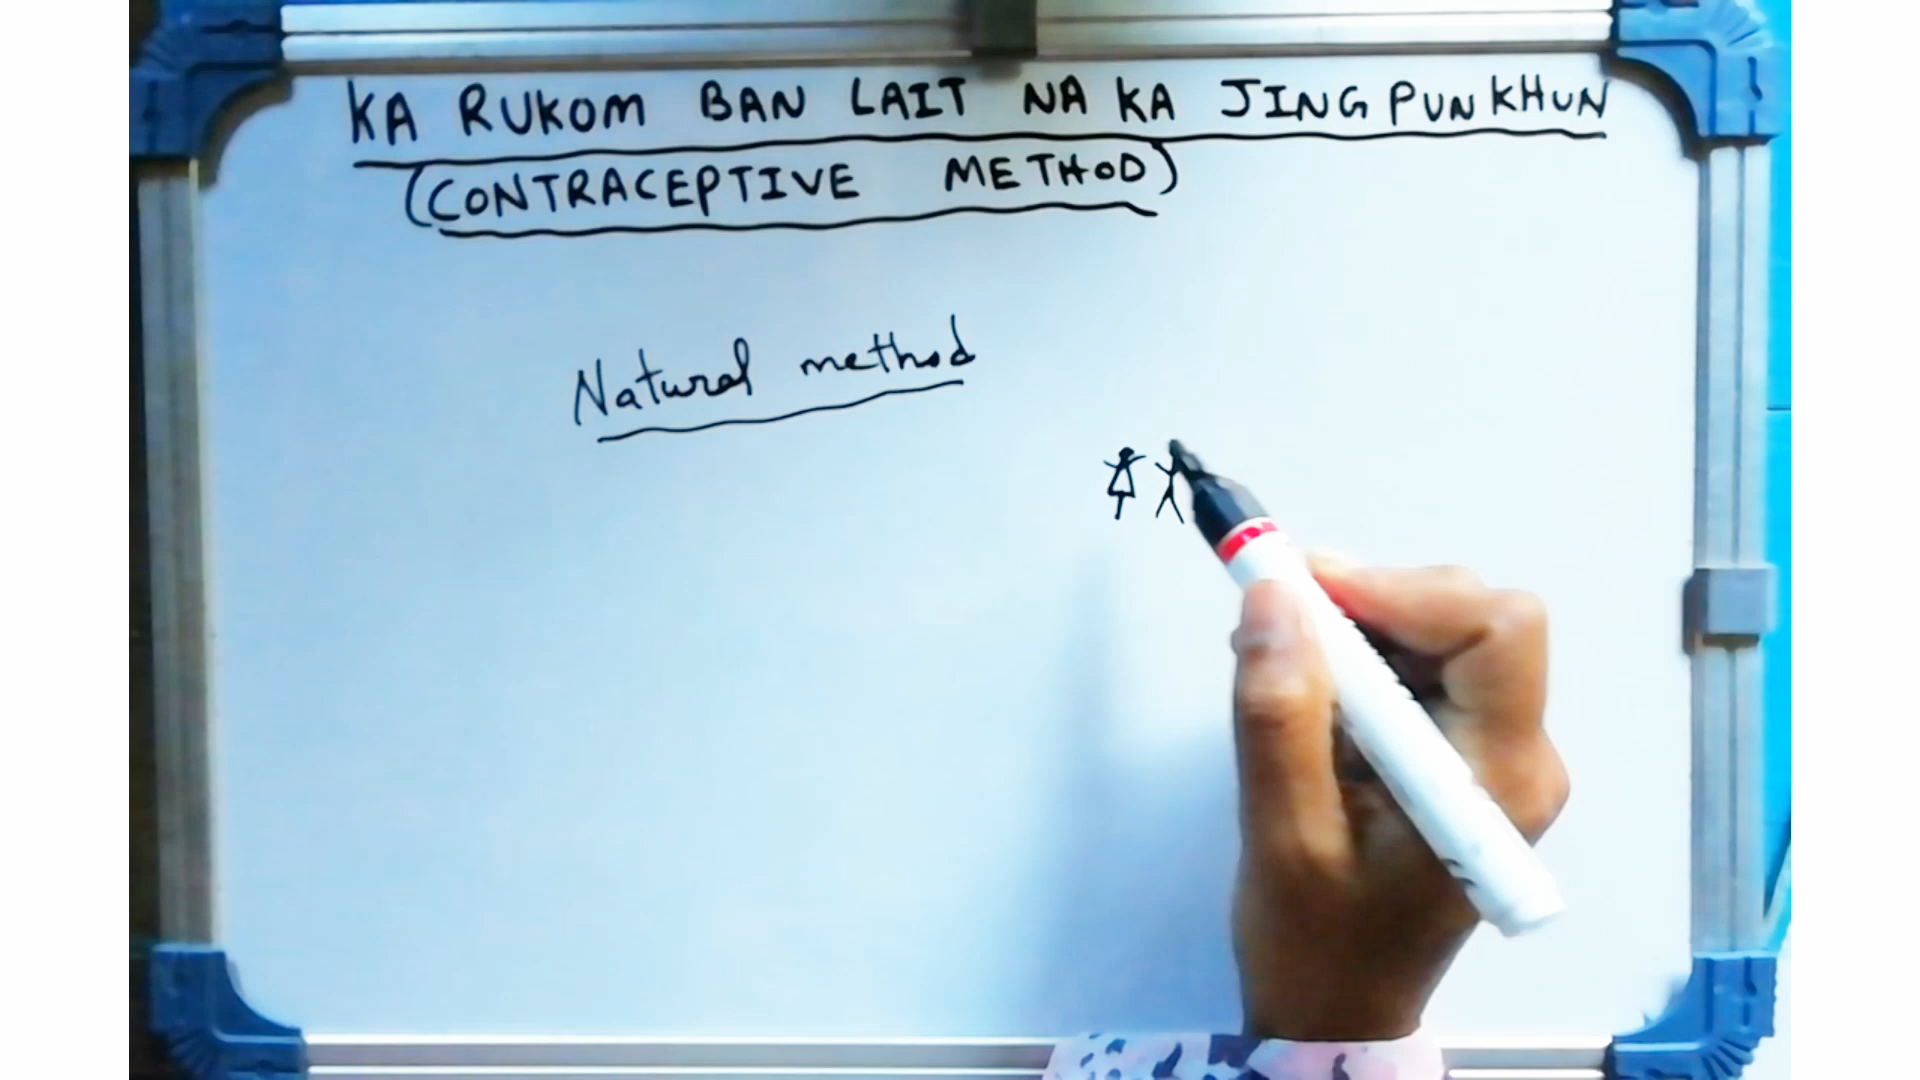 KA RUKOM BAN LAIT NA KA JINGPUNKHUN
(CONTRACEPTIVE METHOD)
Natural method